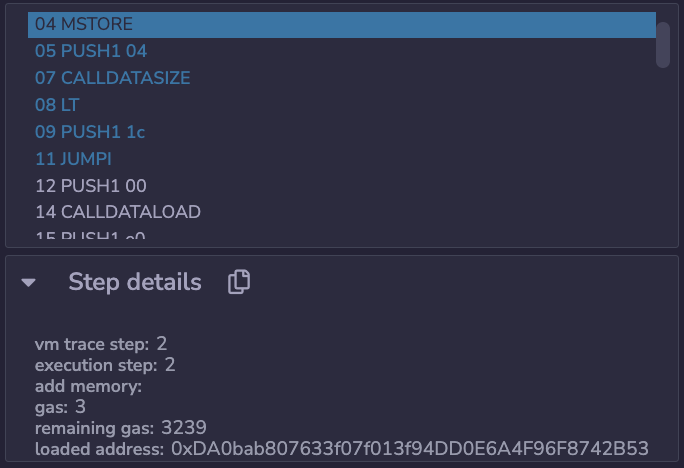 04 MSTORE
05 PUSH1 04
07 CALLDATASIZE
08 LT
09 PUSH1 1c
11 JUMPI
12 PUSH1 00
14 CALLDATALOAD
15 PUSH1 e0
Step details
vm trace step: 2
execution step: 2
add memory:
gas: 3
remaining gas: 3239
loaded address: 0xDA0bab807633f07f013f94DD0E6A4F96F8742B53